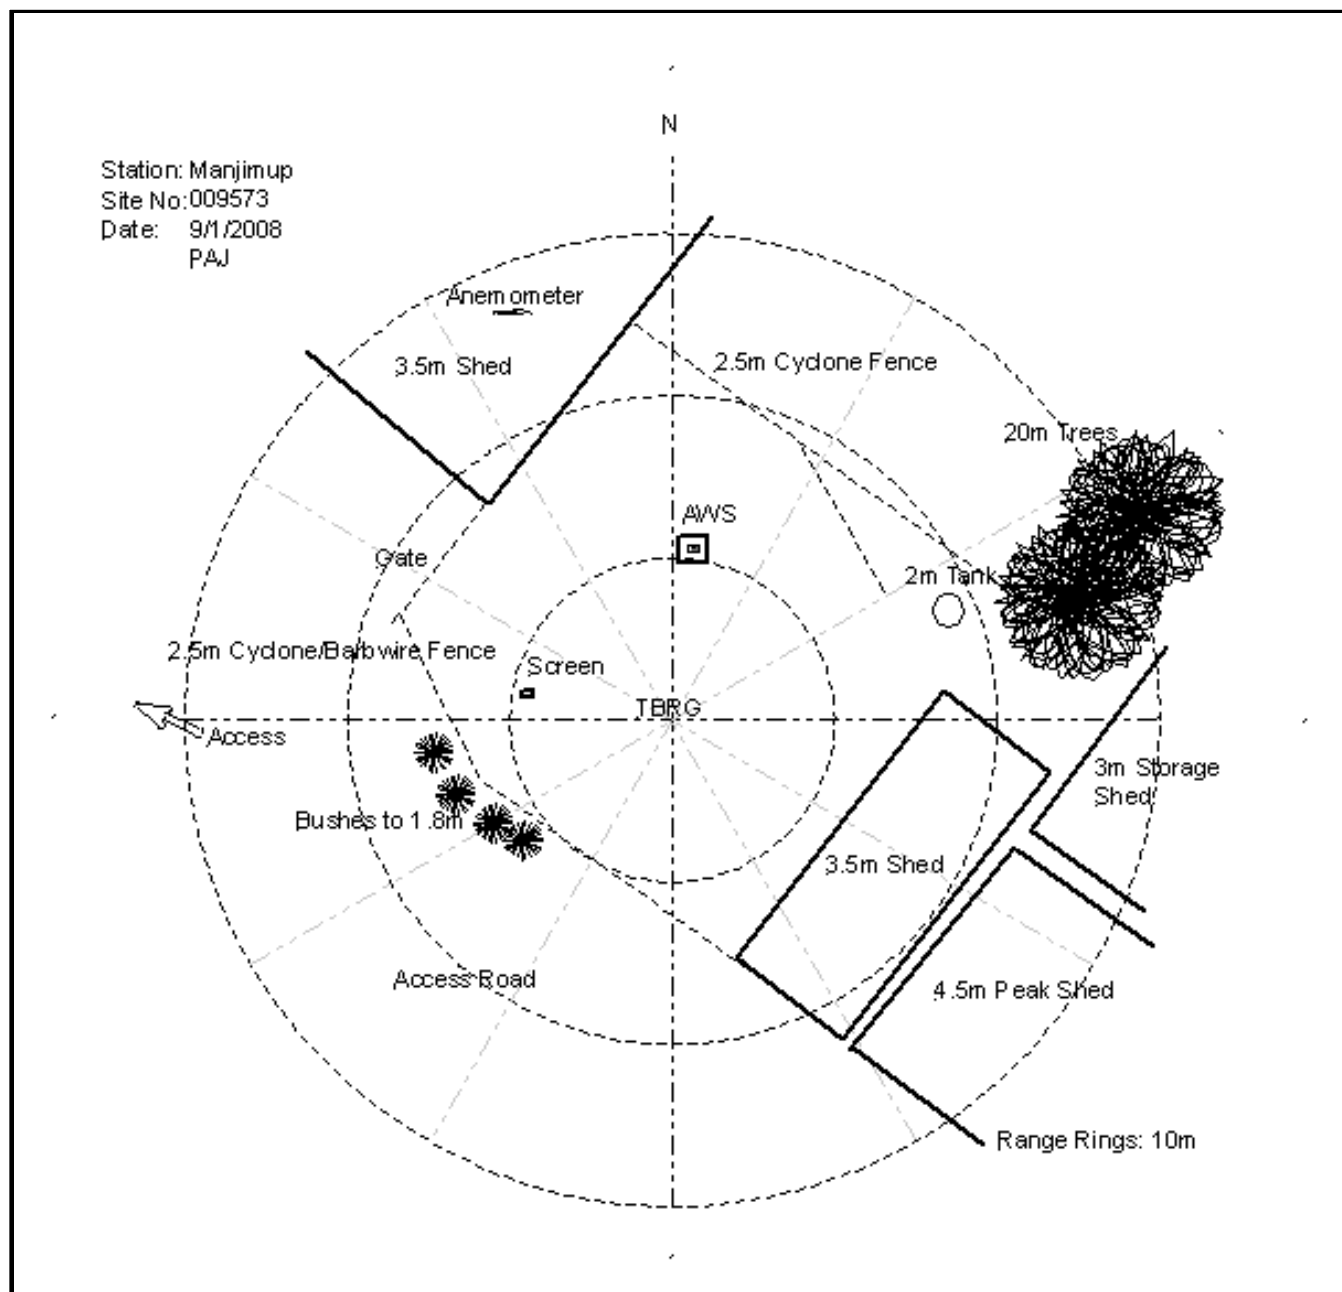 N
Station: Manjimup
Site No: 009573
Date: 9/1/2008
PAJ
Anemometer
3.5m Shed
2.5m Cyclone Fence
20m Trees
AWS
Gate
2m Tank
2.5m Cyclone/Barbwire Fence
Screen
TBRG
Access
3m Storage
Shed
Bushes to 1.8m
3.5m Shed
Access Road
4.5m Peak Shed
Range Rings: 10m